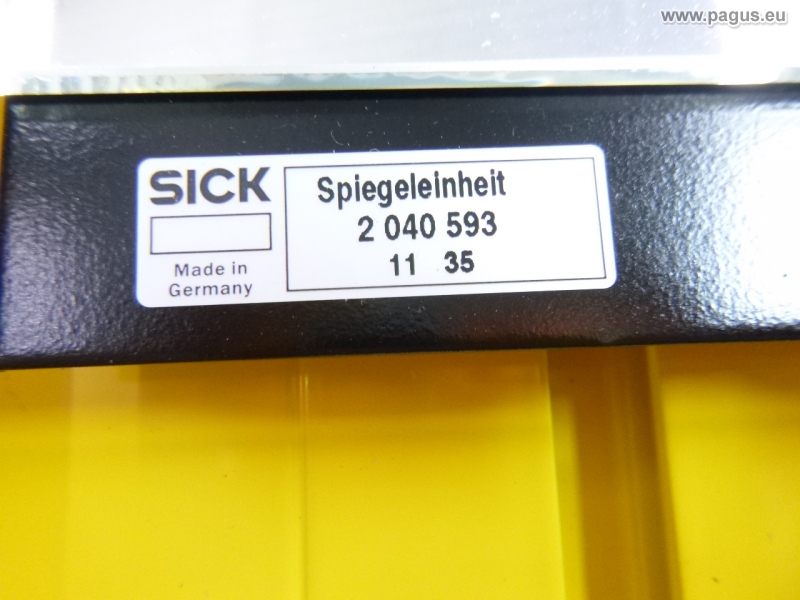 www.pagus.eu
SICK
Made in
Germany
Spiegeleinheit
2 040 593
11 35